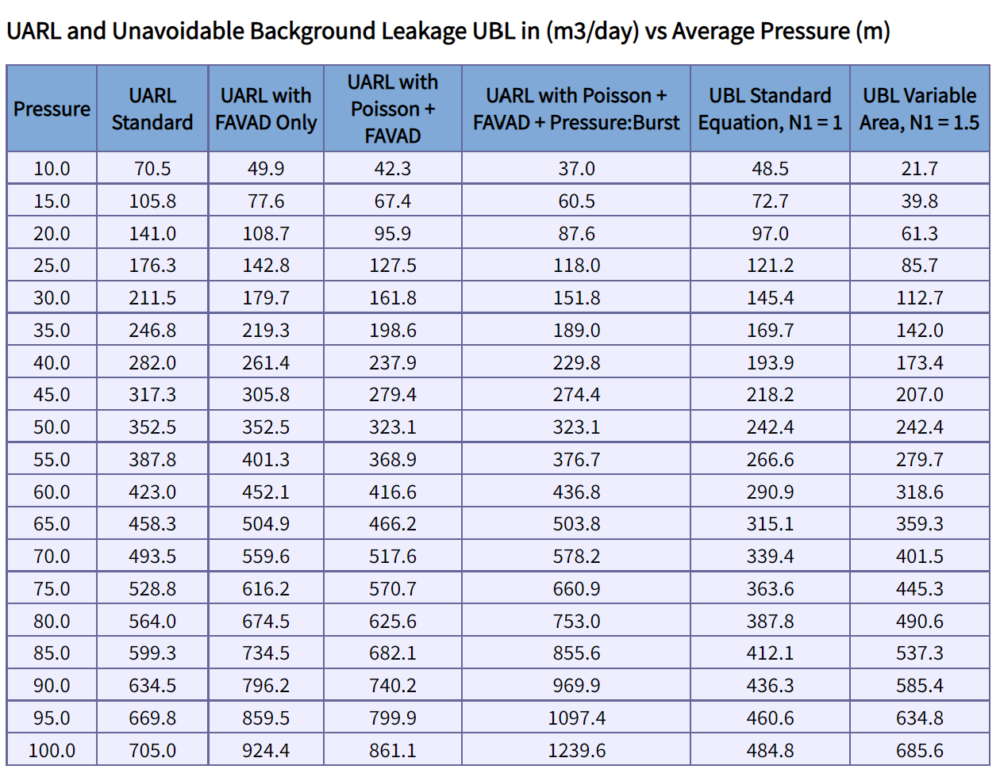 UARL and Unavoidable Background Leakage UBL in (m3/day) vs Average Pressure (m)
Pressure UARL Standard UARL with FAVAD Only UARL with Poisson + FAVAD UARL with Poisson + FAVAD + Pressure:Burst UBL Standard Equation, N1 = 1 UBL Variable Area, N1 = 1.5
10.0 70.5 49.9 42.3 37.0 48.5 21.7
15.0 105.8 77.6 67.4 60.5 72.7 39.8
20.0 141.0 108.7 95.9 87.6 97.0 61.3
25.0 176.3 142.8 127.5 118.0 121.2 85.7
30.0 211.5 179.7 161.8 151.8 145.4 112.7
35.0 246.8 219.3 198.6 189.0 169.7 142.0
40.0 282.0 261.4 237.9 229.8 193.9 173.4
45.0 317.3 305.8 279.4 274.4 218.2 207.0
50.0 352.5 352.5 323.1 323.1 242.4 242.4
55.0 387.8 401.3 368.9 376.7 266.6 279.7
60.0 423.0 452.1 416.6 436.8 290.9 318.6
65.0 458.3 504.9 466.2 503.8 315.1 359.3
70.0 493.5 559.6 517.6 578.2 339.4 401.5
75.0 528.8 616.2 570.7 660.9 363.6 445.3
80.0 564.0 674.5 625.6 753.0 387.8 490.6
85.0 599.3 734.5 682.1 855.6 412.1 537.3
90.0 634.5 796.2 740.2 969.9 436.3 585.4
95.0 669.8 859.5 799.9 1097.4 460.6 634.8
100.0 705.0 924.4 861.1 1239.6 484.8 685.6